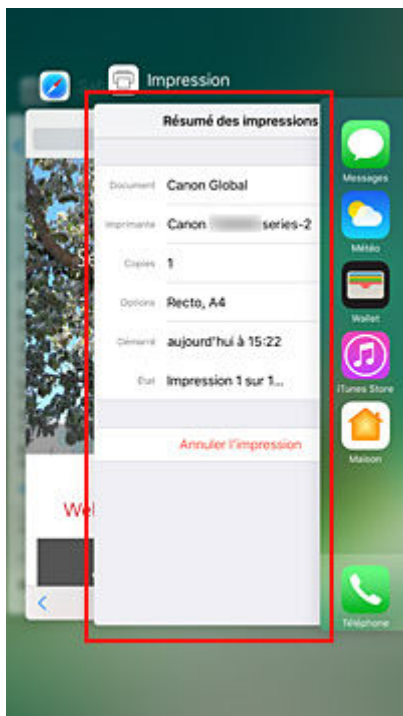 Impression
Résumé des impressions
Document Canon Global
Imprimante Canon series-2
Copies 1
Options Recto, A4
Démarré aujourd'hui à 15:22
État Impression 1 sur 1...
Annuler l'impression
Wel
Messages
Météo
Wallet
iTunes Store
Maison
Téléphone